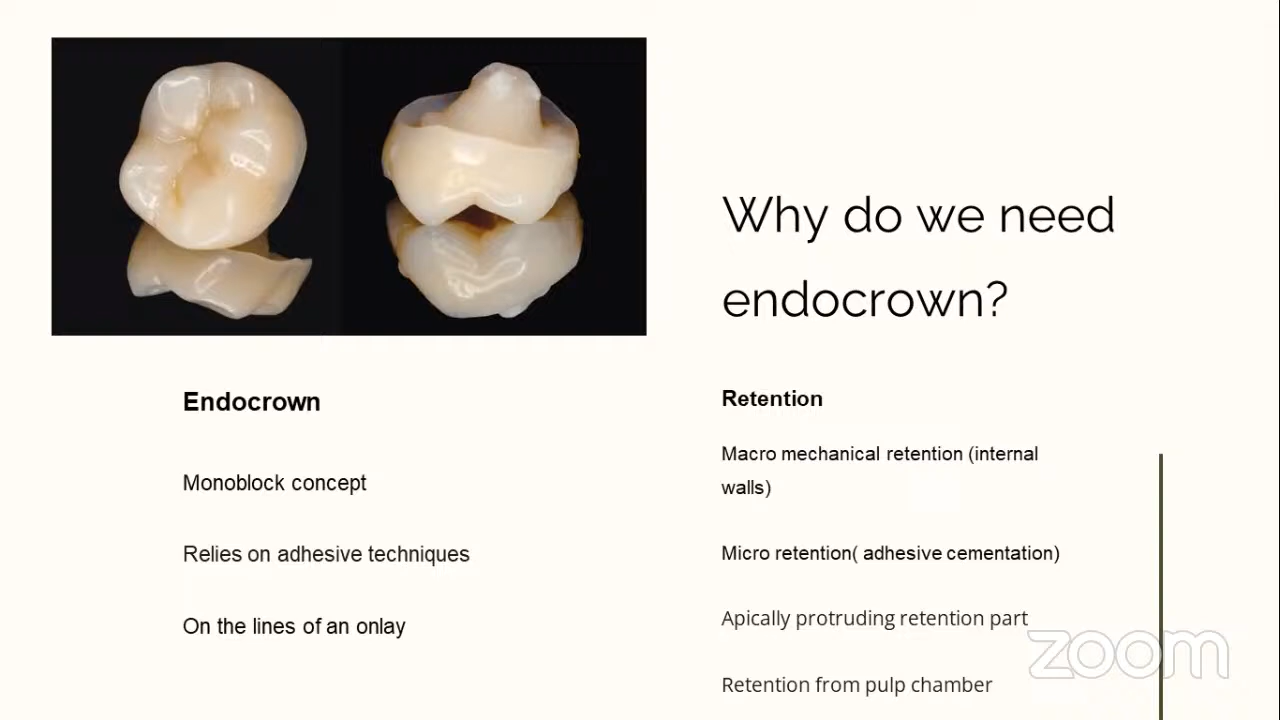 Why do we need
endocrown?
Endocrown
Monoblock concept
Relies on adhesive techniques
On the lines of an onlay
Retention
Macro mechanical retention (internal
walls)
Micro retention( adhesive cementation)
Apically protruding retention part
Retention from pulp chamber
zoom